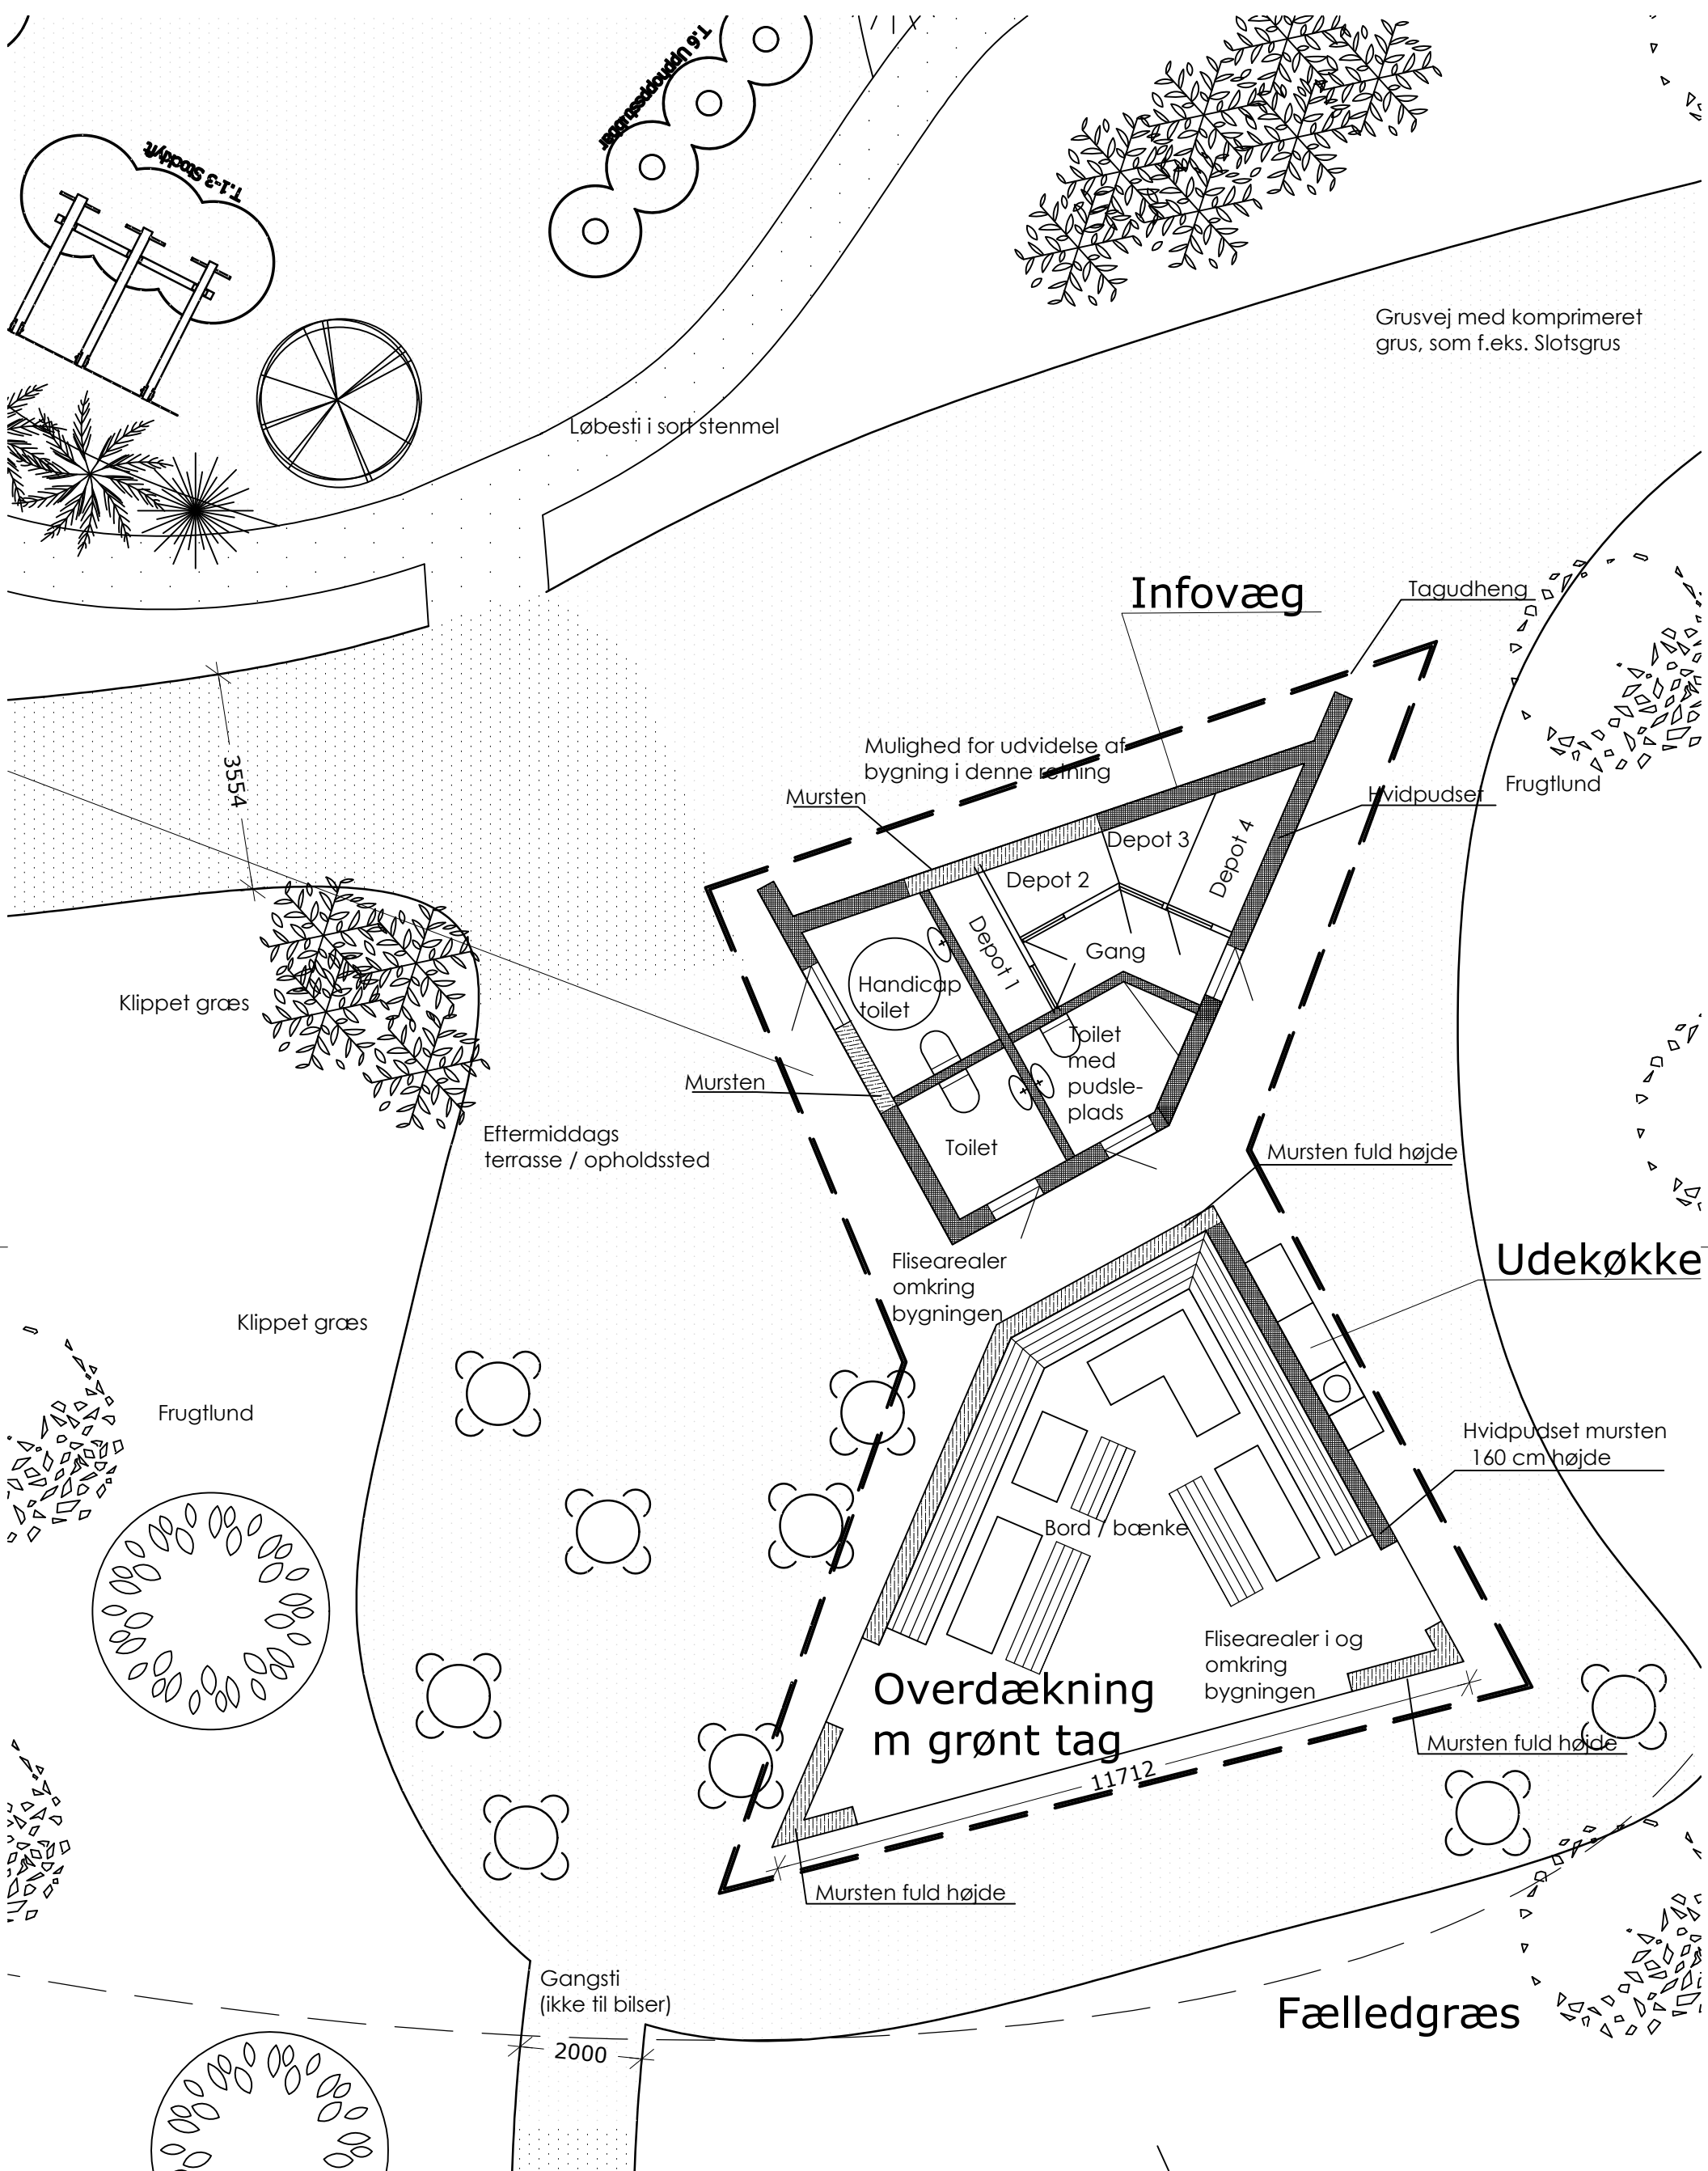 T.6 Upphoppsstubbar
T.1-3 Stocklyft
Grusvej med komprimeret
grus, som f.eks. Slotsgrus
Løbesti i sort stenmel
Infovæg
Tagudheng
3554
Mulighed for udvidelse af
bygning i denne retning
Mursten
Hvidpudset
Frugtlund
Depot 3
Depot 4
Depot 2
Depot 1
Gang
Handicap
toilet
Klippet græs
Toilet
med
pudsle-
plads
Mursten
Eftermiddags
terrasse / opholdssted
Toilet
Mursten fuld højde
Flisearealer
omkring
bygningen
Udekøkke
Klippet græs
Frugtlund
Hvidpudset mursten
160 cm højde
Bord / bænke
Flisearealer i og
omkring
bygningen
Overdækning
m grønt tag
Mursten fuld højde
11712
Mursten fuld højde
Gangsti
(ikke til bilser)
Fælledgræs
2000